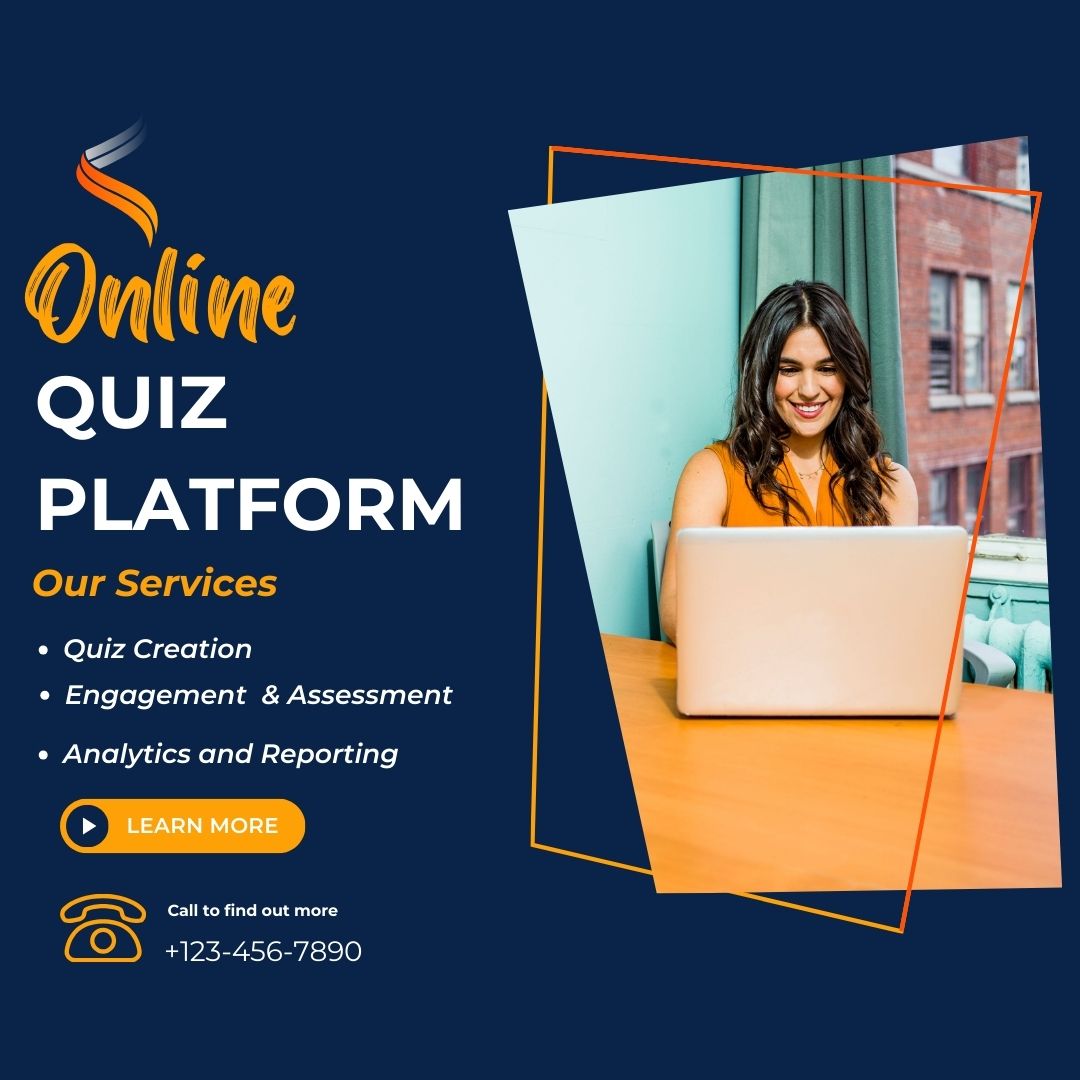 Online
QUIZ
PLATFORM
Our Services
• Quiz Creation
• Engagement & Assessment
• Analytics and Reporting
LEARN MORE
Call to find out more
+123-456-7890